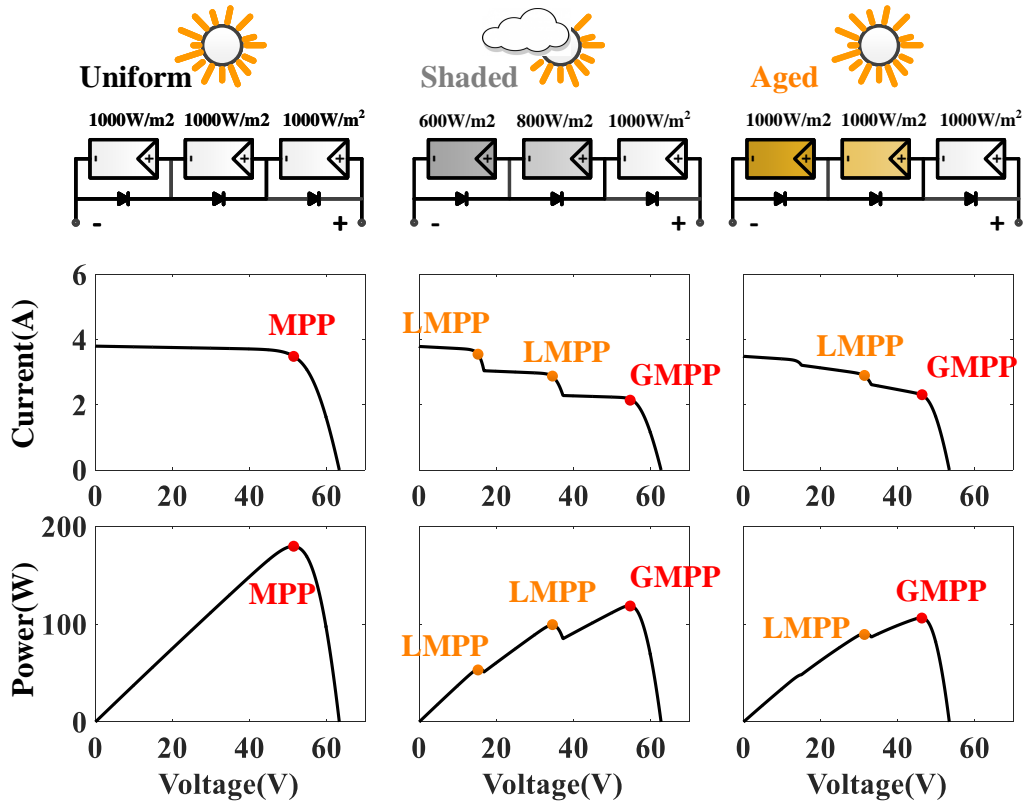 Uniform
Shaded
Aged
1000W/m2 1000W/m2 1000W/m²
600W/m2 800W/m2 1000W/m²
1000W/m2 1000W/m2 1000W/m²
- +
- +
- +
Current(A)
6
4
2
0
MPP
0 20 40 60
LMPP
LMPP
GMPP
0 20 40 60
LMPP
GMPP
0 20 40 60
Power(W)
200
100
0
MPP
0 20 40 60
Voltage(V)
LMPP
LMPP
GMPP
0 20 40 60
Voltage(V)
LMPP
GMPP
0 20 40 60
Voltage(V)